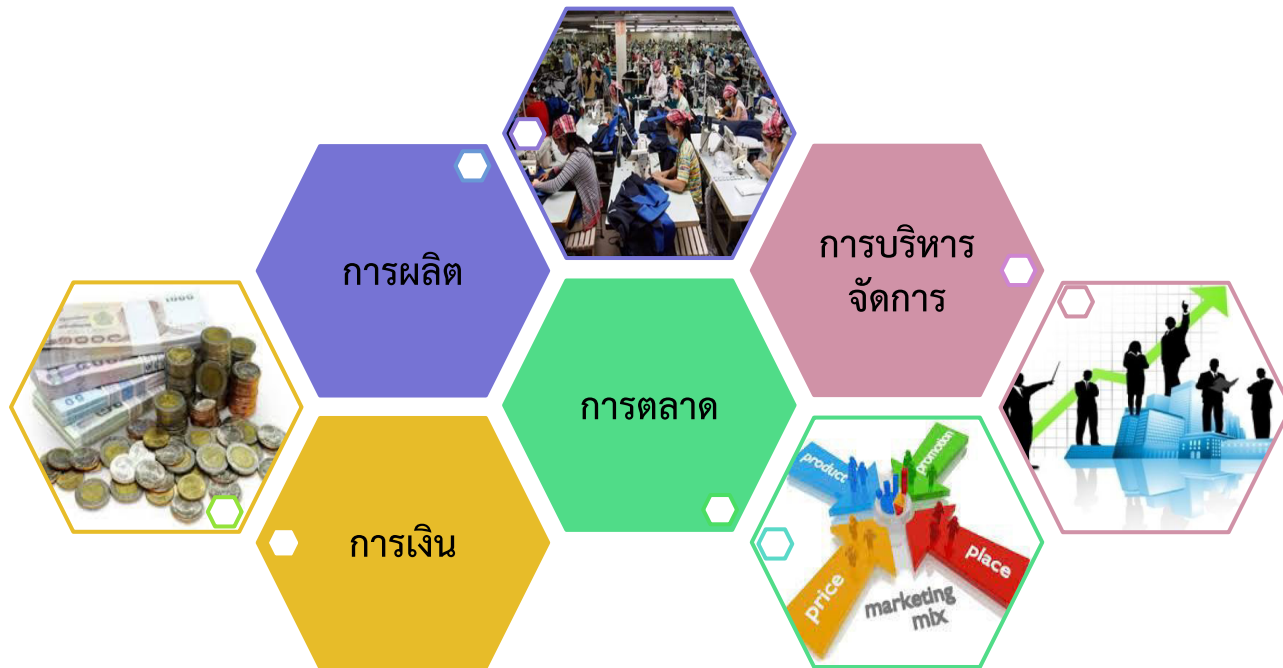 การผลิต
การบริหาร
จัดการ
การตลาด
การเงิน
product
promotion
price
place
marketing
mix
1000